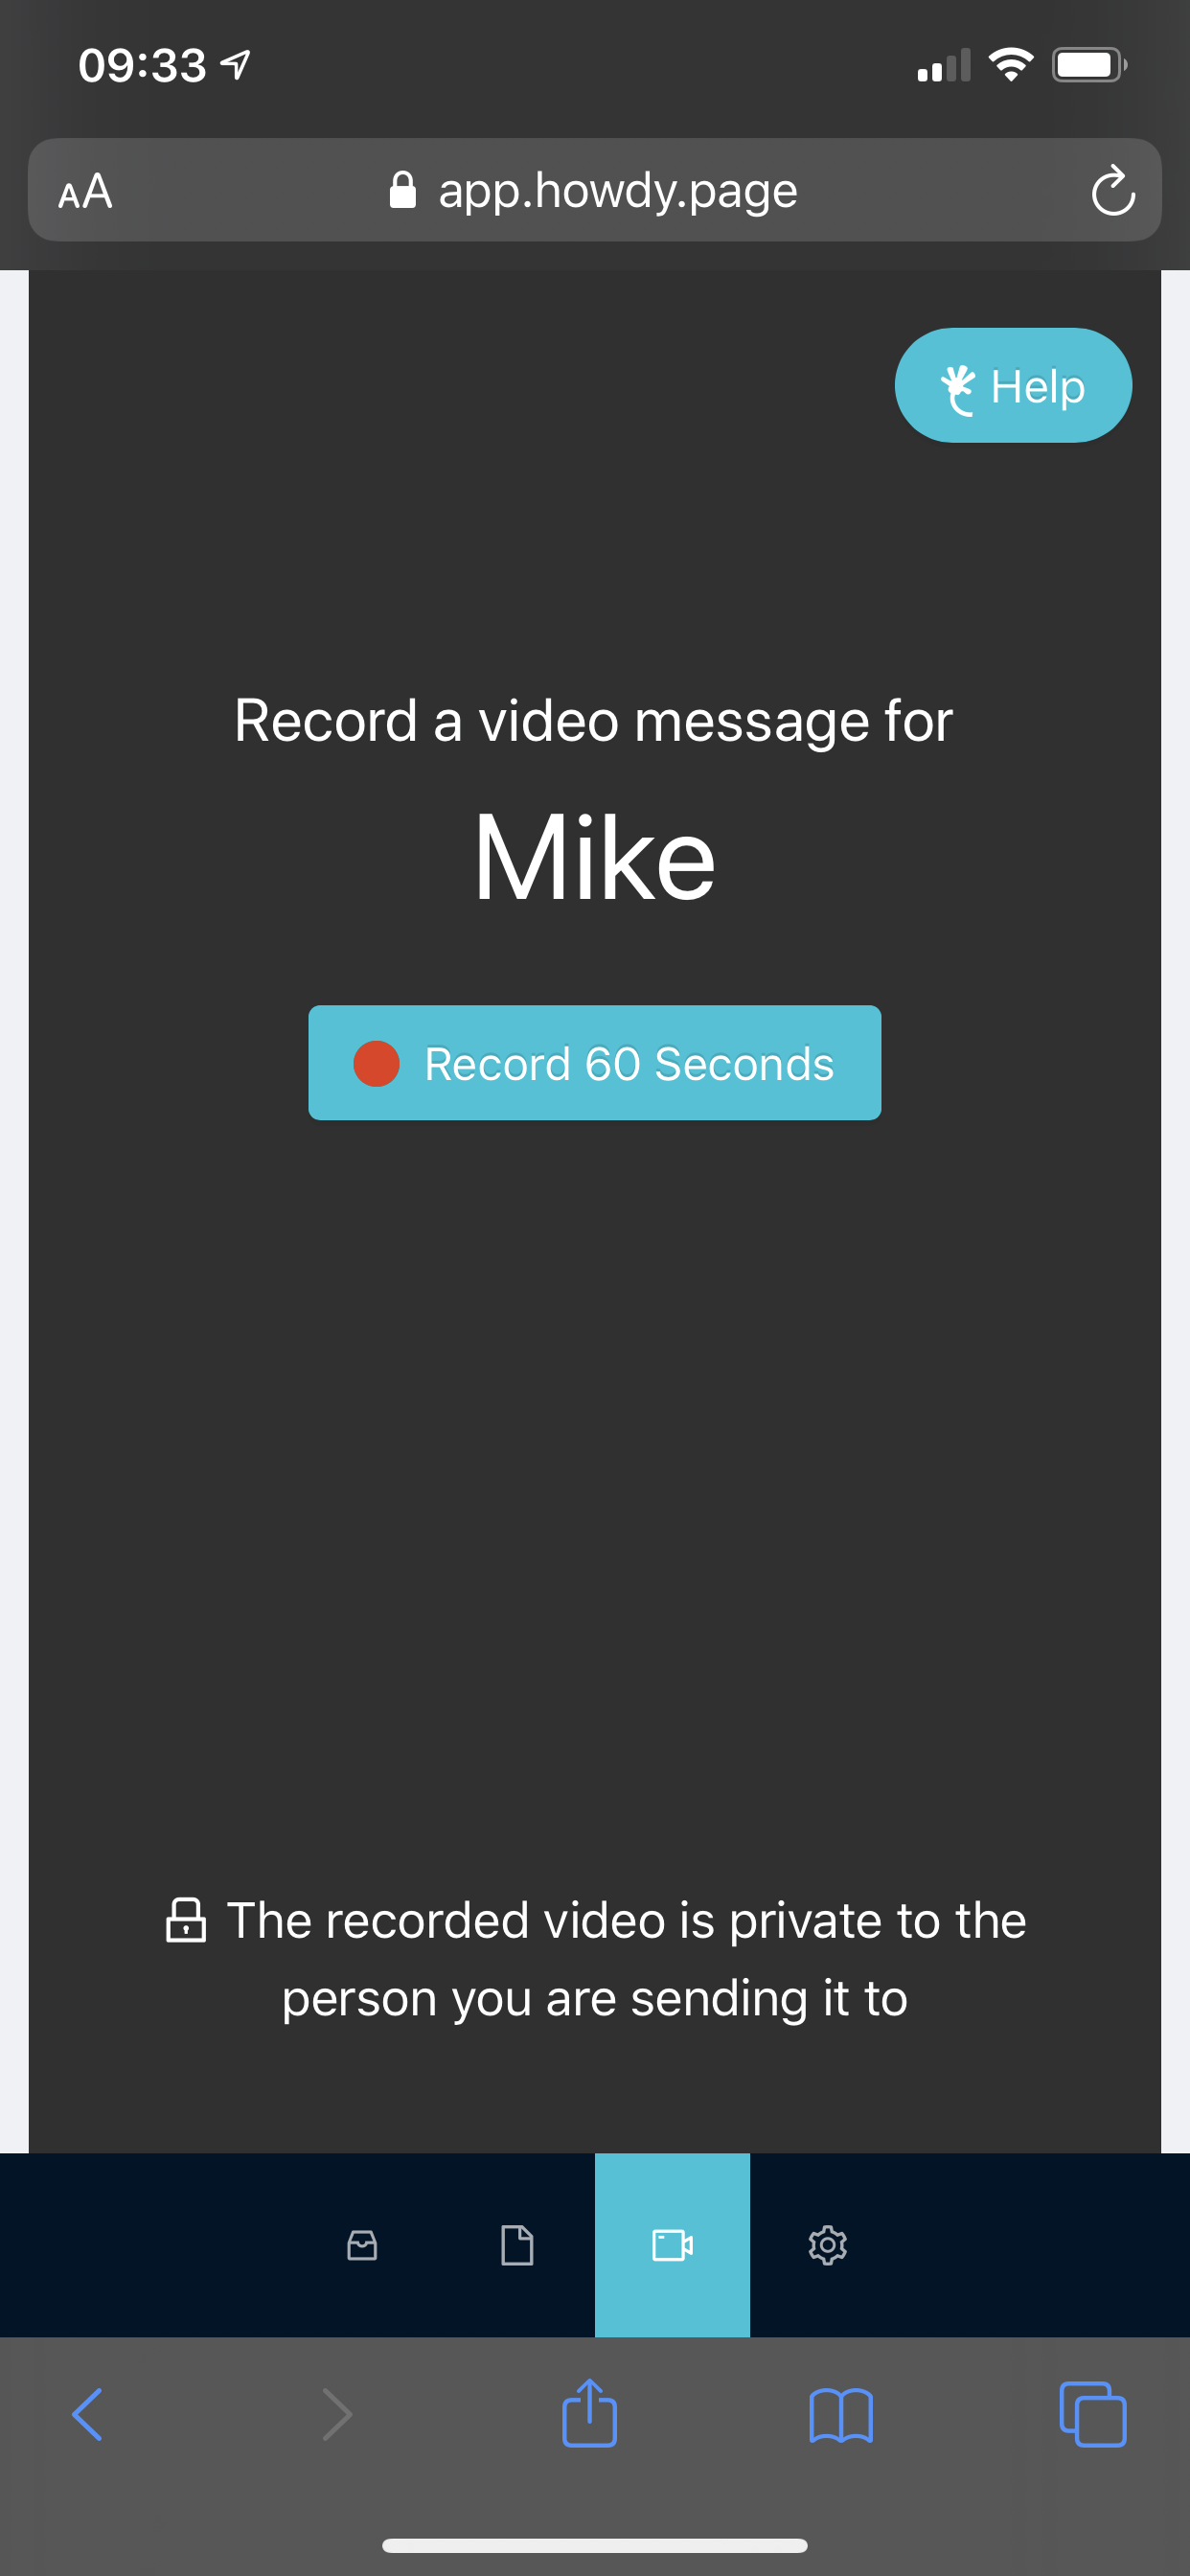 09:33
AA app.howdy.page
Help
Record a video message for
Mike
Record 60 Seconds
The recorded video is private to the
person you are sending it to